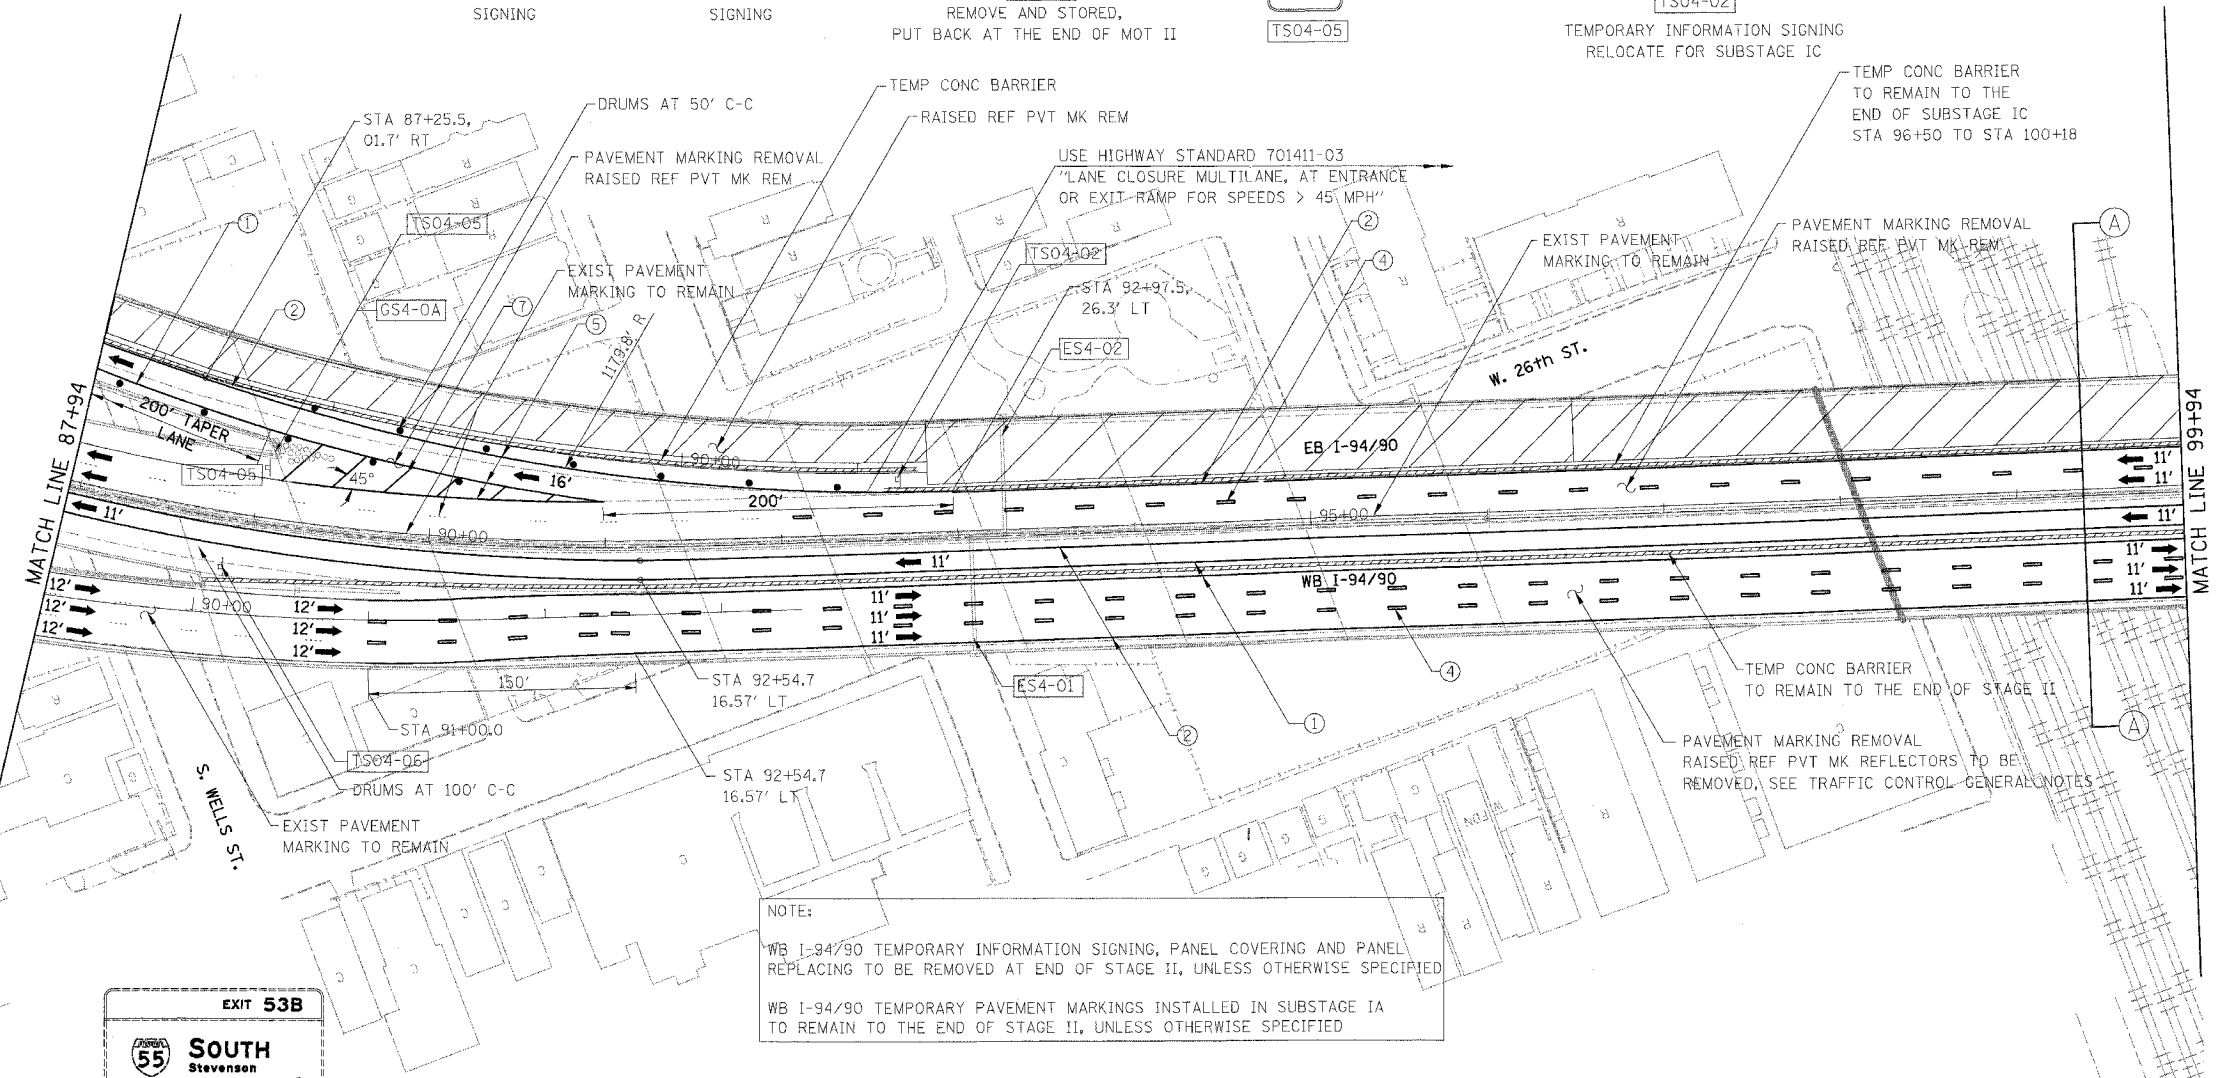 SIGNING
SIGNING
REMOVE AND STORED,
PUT BACK AT THE END OF MOT II
TS04-05
TS04-02
TEMPORARY INFORMATION SIGNING
RELOCATE FOR SUBSTAGE IC
TEMP CONC BARRIER
RAISED REF PVT MK REM
TEMP CONC BARRIER
TO REMAIN TO THE
END OF SUBSTAGE IC
STA 96+50 TO STA 100+18
STA 87+25.5,
01.7' RT
DRUMS AT 50' C-C
PAVEMENT MARKING REMOVAL
RAISED REF PVT MK REM
USE HIGHWAY STANDARD 701411-03
"LANE CLOSURE MULTILANE, AT ENTRANCE
OR EXIT RAMP FOR SPEEDS > 45 MPH"
1
TS04-05
2
4
EXIST PAVEMENT
MARKING TO REMAIN
PAVEMENT MARKING REMOVAL
RAISED REF PVT MK REM
A
EXIST PAVEMENT
MARKING TO REMAIN
TS04-02
STA 92+97.5,
26.3' LT
GS4-0A
2
7
5
1179.8' R
ES4-02
W. 26th ST.
MATCH LINE 87+94
200' TAPER
LANE
TS04-05
45°
16'
90+00
200'
EB I-94/90
95+00
11'
11'
11'
MATCH LINE 99+94
11'
90+00
11'
WB I-94/90
11'
11'
11'
12'
12'
12'
90+00
12'
12'
12'
11'
11'
11'
150'
STA 92+54.7
16.57' LT
ES4-01
4
TEMP CONC BARRIER
TO REMAIN TO THE END OF STAGE II
STA 91+00.0
1
2
A
TS04-06
DRUMS AT 100' C-C
STA 92+54.7
16.57' LT
PAVEMENT MARKING REMOVAL
RAISED REF PVT MK REFLECTORS TO BE
REMOVED, SEE TRAFFIC CONTROL GENERAL NOTES
S. WELLS ST.
EXIST PAVEMENT
MARKING TO REMAIN
NOTE:
WB I-94/90 TEMPORARY INFORMATION SIGNING, PANEL COVERING AND PANEL
REPLACING TO BE REMOVED AT END OF STAGE II, UNLESS OTHERWISE SPECIFIED
WB I-94/90 TEMPORARY PAVEMENT MARKINGS INSTALLED IN SUBSTAGE IA
TO REMAIN TO THE END OF STAGE II, UNLESS OTHERWISE SPECIFIED
EXIT 53B
55
SOUTH
Stevenson